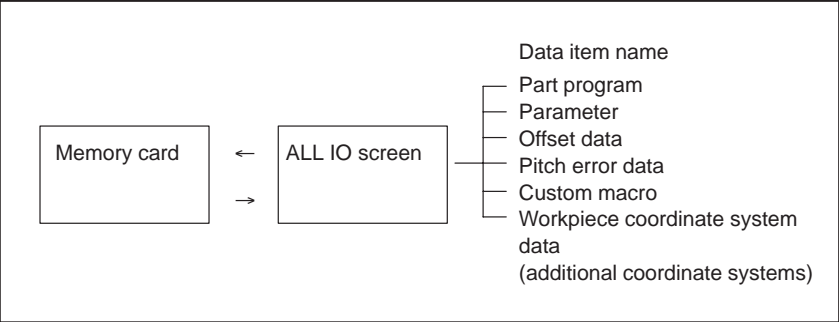 Data item name
Part program
Parameter
Offset data
Pitch error data
Custom macro
Workpiece coordinate system
data
(additional coordinate systems)
Memory card
←
→
ALL IO screen